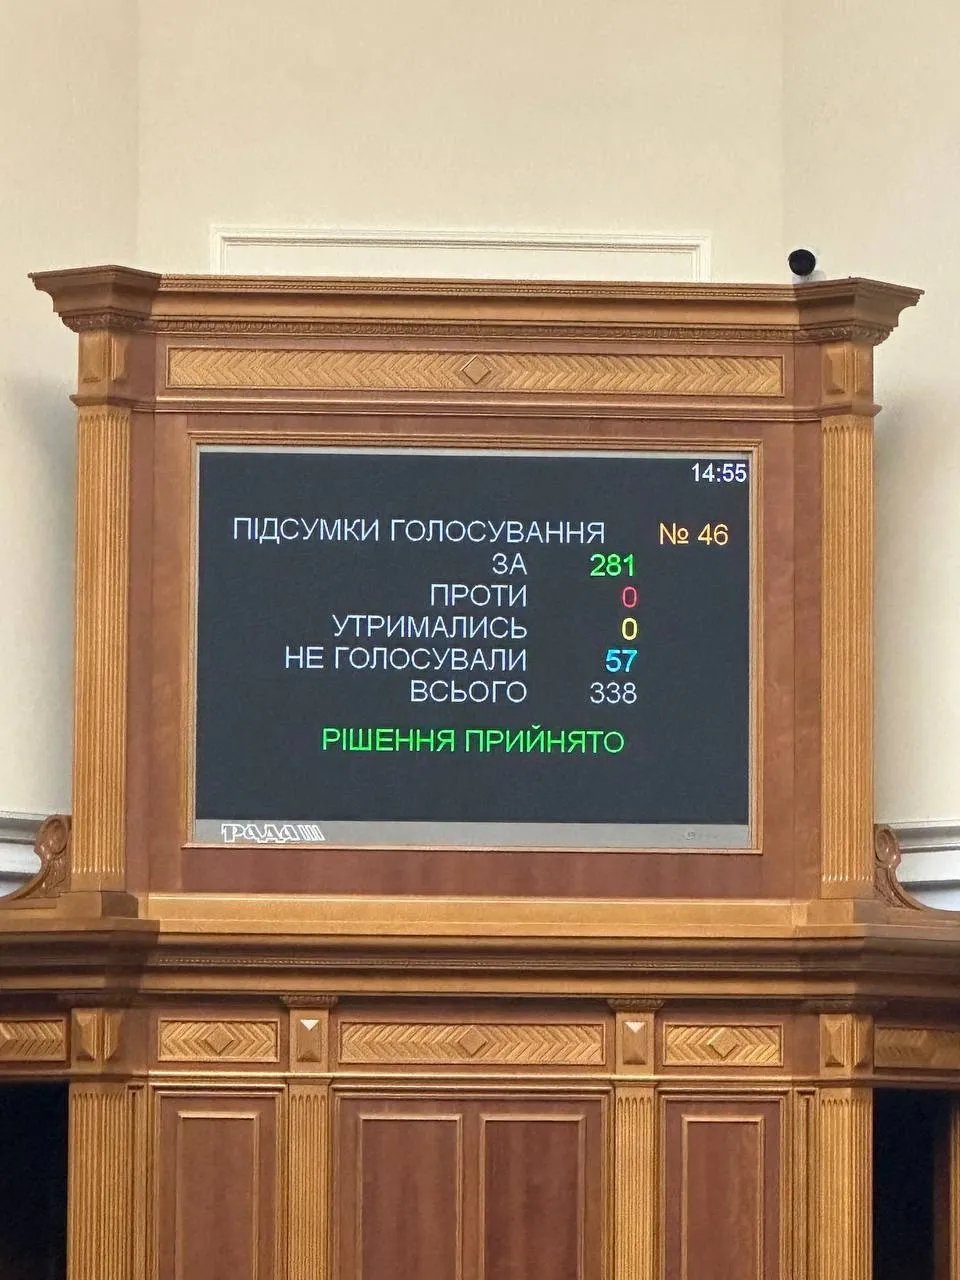 14:55
ПІДСУМКИ ГОЛОСУВАННЯ № 46
ЗА 281
ПРОТИ 0
УТРИМАЛИСЬ 0
НЕ ГОЛОСУВАЛИ 57
ВСЬОГО 338
РІШЕННЯ ПРИЙНЯТО
РАДА III